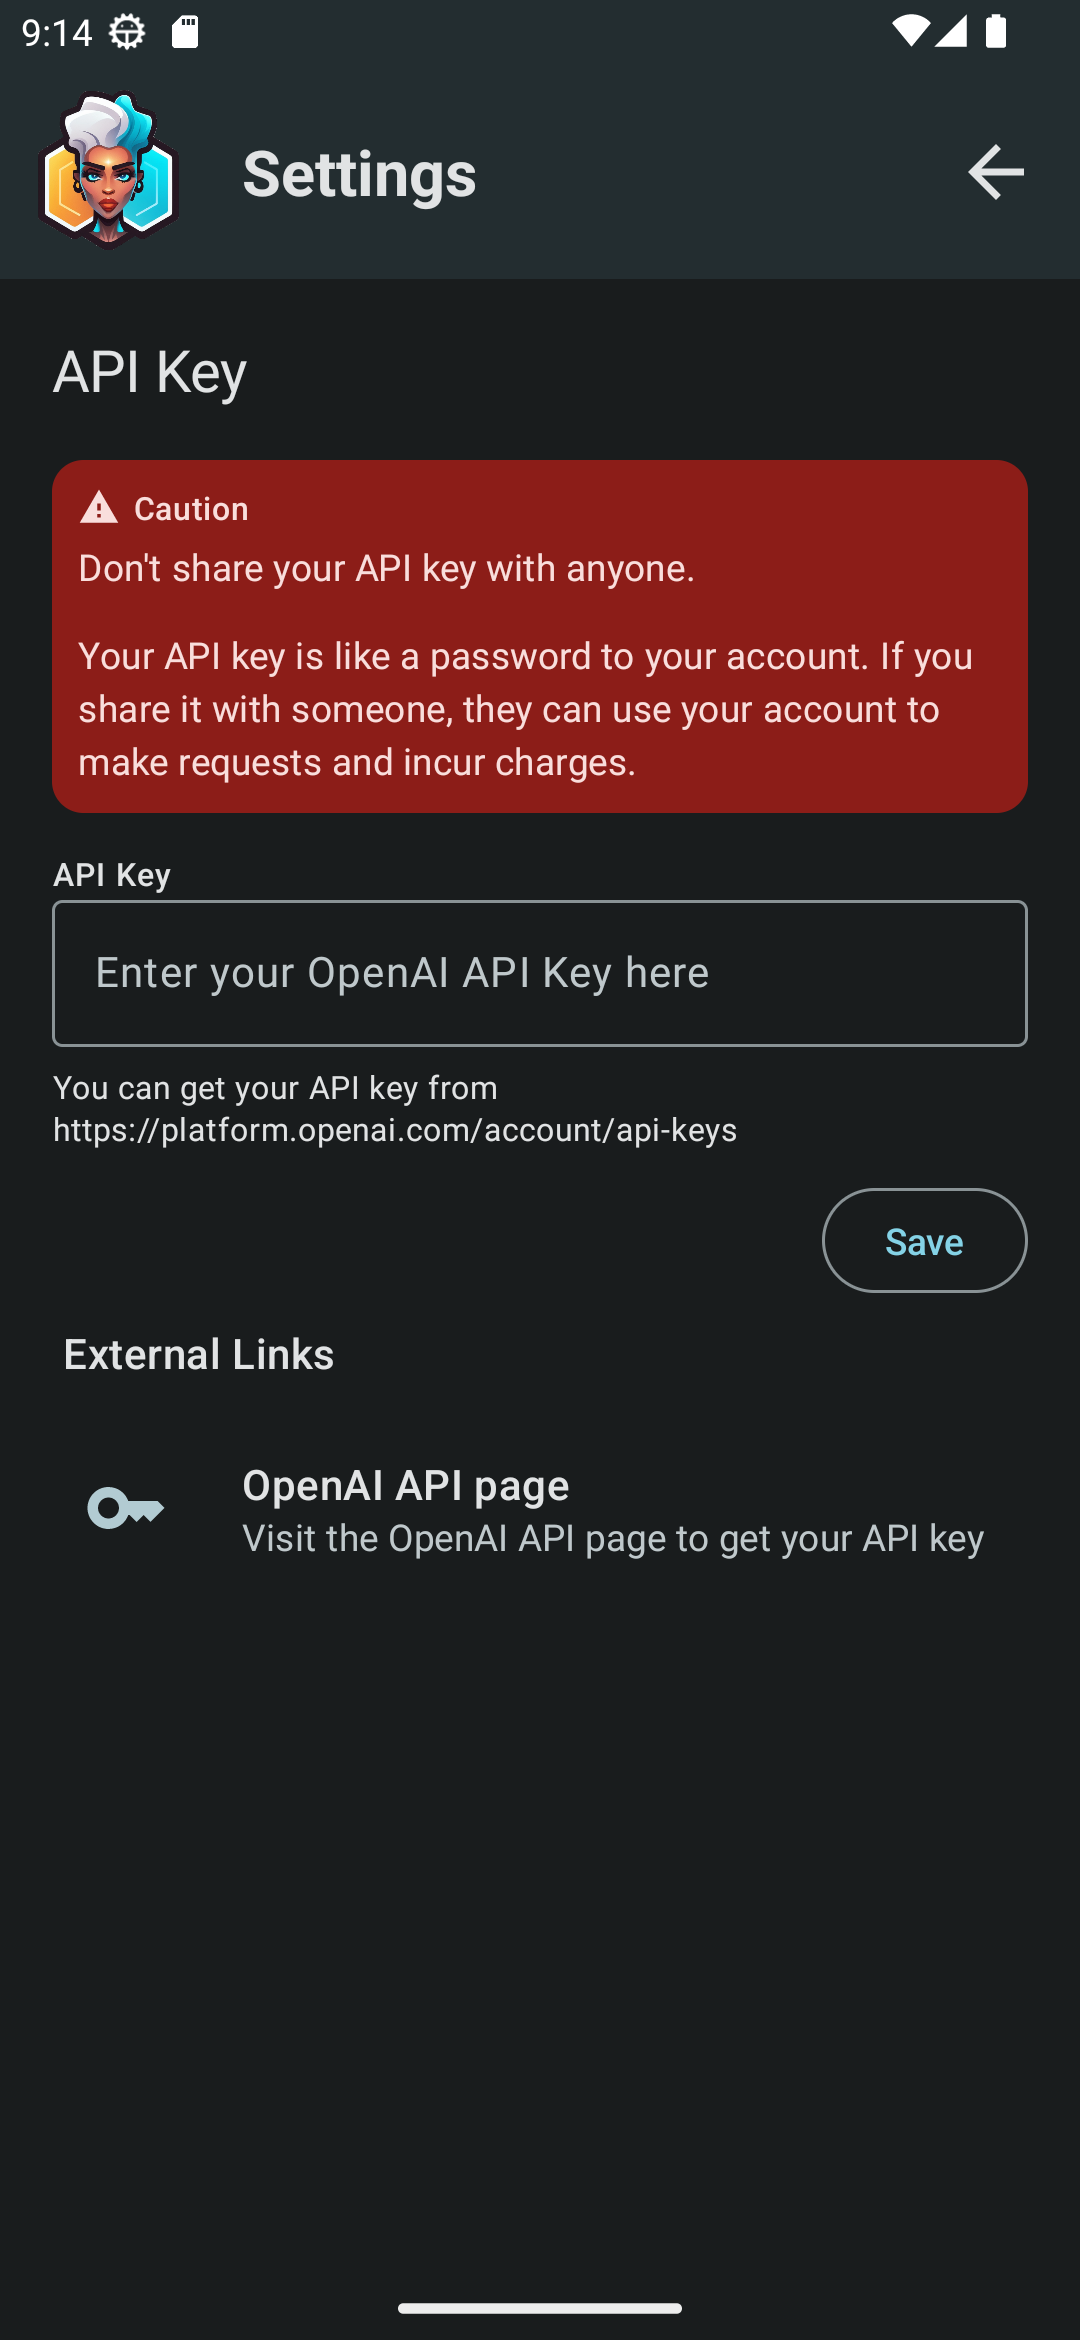 9:14
Settings
API Key
Caution
Don't share your API key with anyone.
Your API key is like a password to your account. If you
share it with someone, they can use your account to
make requests and incur charges.
API Key
Enter your OpenAI API Key here
You can get your API key from
https://platform.openai.com/account/api-keys
Save
External Links
OpenAI API page
Visit the OpenAI API page to get your API key